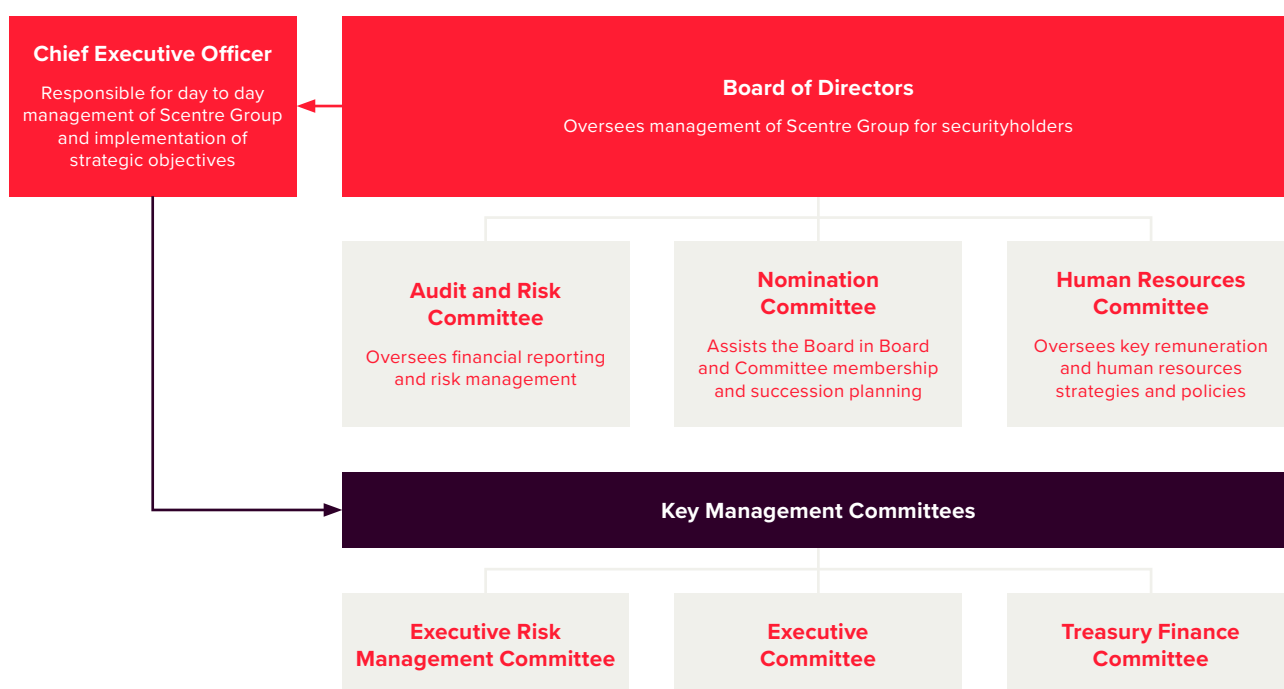 Chief Executive Officer
Responsible for day to day
management of Scentre Group
and implementation of
strategic objectives
Board of Directors
Oversees management of Scentre Group for securityholders
Audit and Risk
Committee
Oversees financial reporting
and risk management
Nomination
Committee
Assists the Board in Board
and Committee membership
and succession planning
Human Resources
Committee
Oversees key remuneration
and human resources
strategies and policies
Key Management Committees
Executive Risk
Management Committee
Executive
Committee
Treasury Finance
Committee